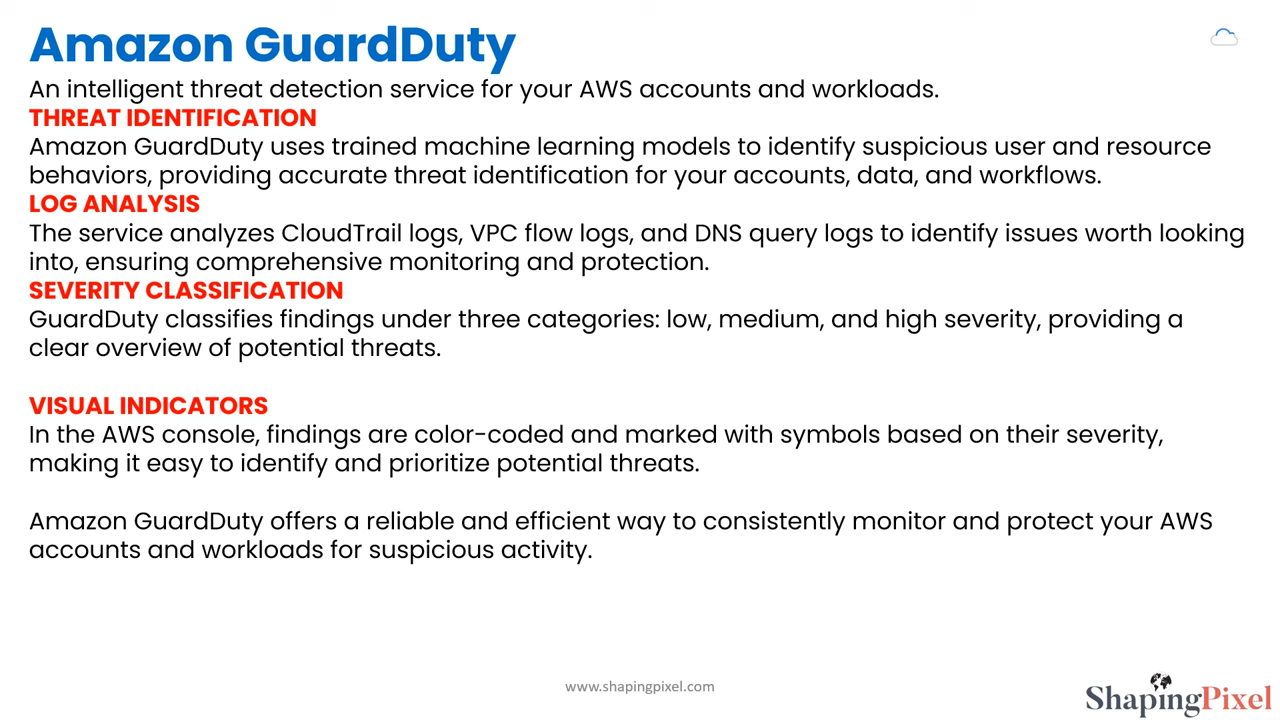 Amazon GuardDuty
An intelligent threat detection service for your AWS accounts and workloads.
THREAT IDENTIFICATION
Amazon GuardDuty uses trained machine learning models to identify suspicious user and resource
behaviors, providing accurate threat identification for your accounts, data, and workflows.
LOG ANALYSIS
The service analyzes CloudTrail logs, VPC flow logs, and DNS query logs to identify issues worth looking
into, ensuring comprehensive monitoring and protection.
SEVERITY CLASSIFICATION
GuardDuty classifies findings under three categories: low, medium, and high severity, providing a
clear overview of potential threats.
VISUAL INDICATORS
In the AWS console, findings are color-coded and marked with symbols based on their severity,
making it easy to identify and prioritize potential threats.
Amazon GuardDuty offers a reliable and efficient way to consistently monitor and protect your AWS
accounts and workloads for suspicious activity.
www.shapingpixel.com
ShapingPixel